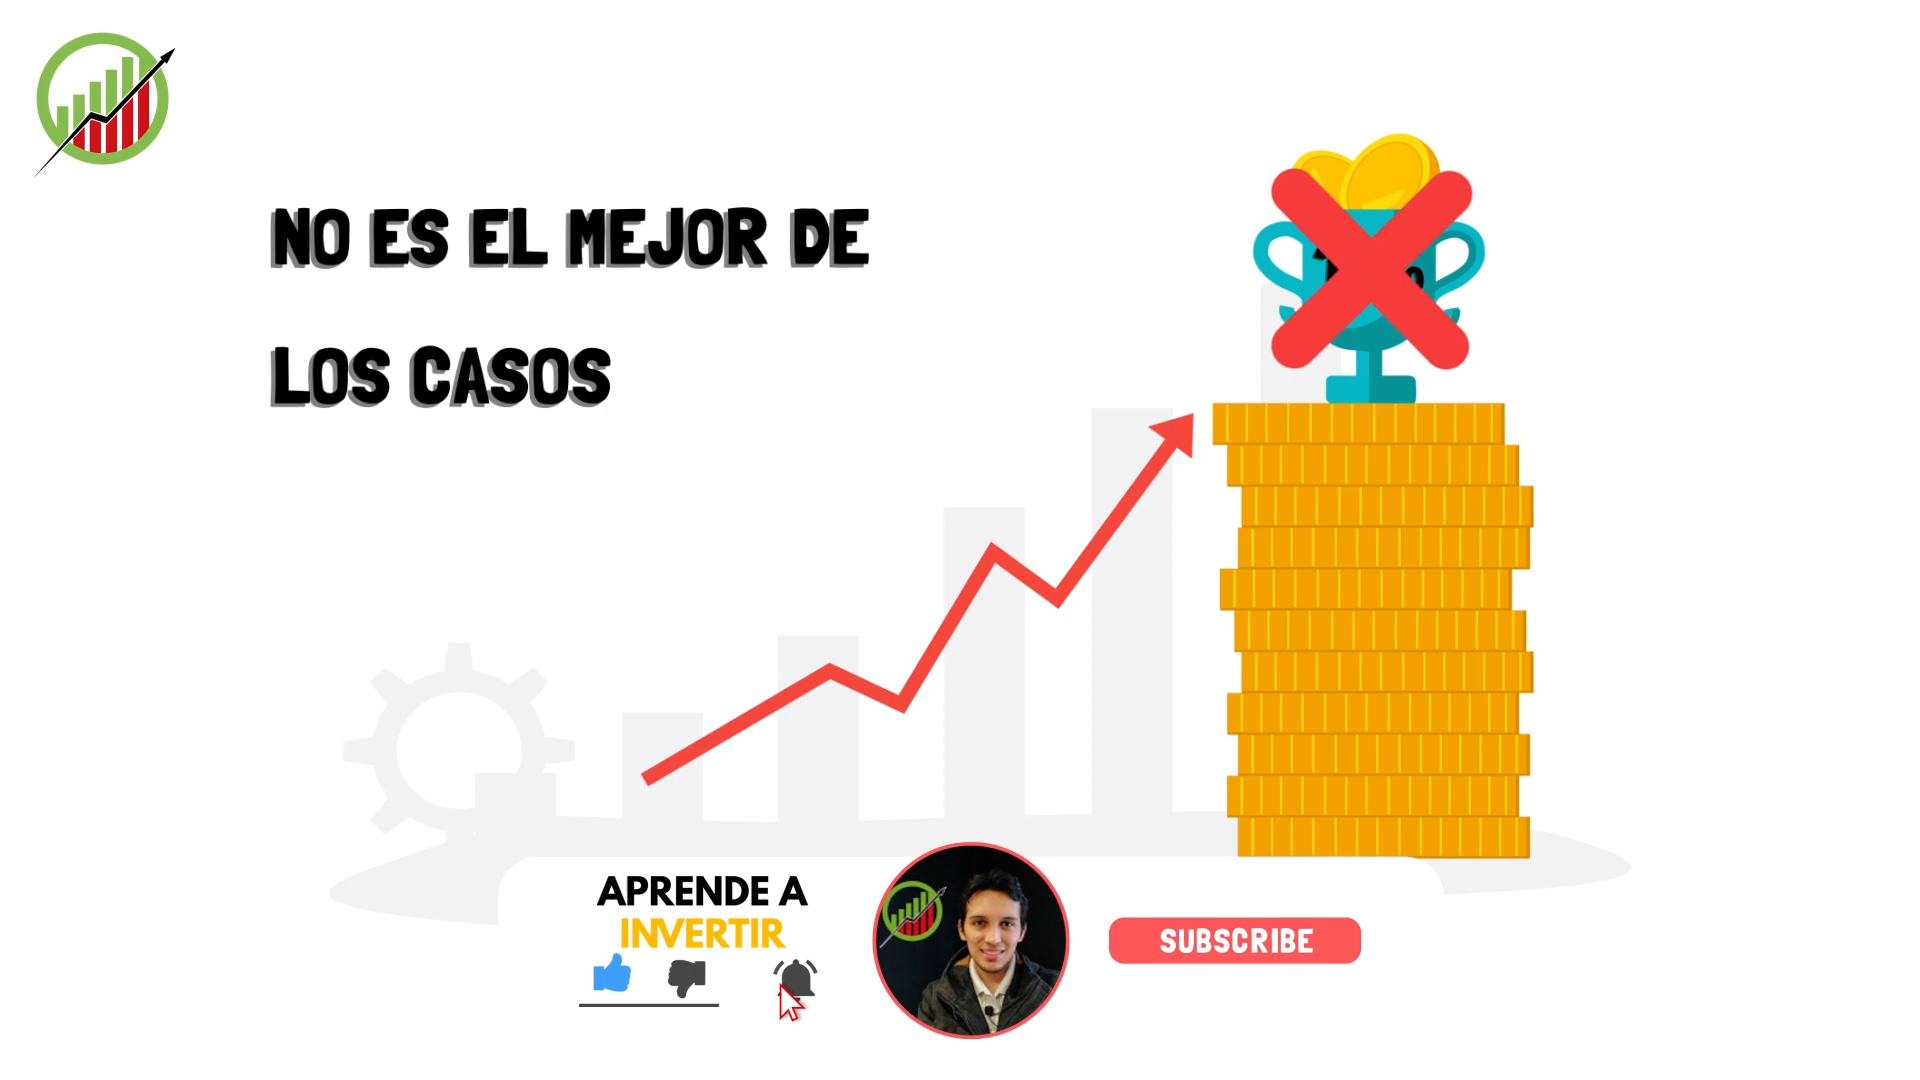 NO ES EL MEJOR DE
LOS CASOS
APRENDE A
INVERTIR
SUBSCRIBE